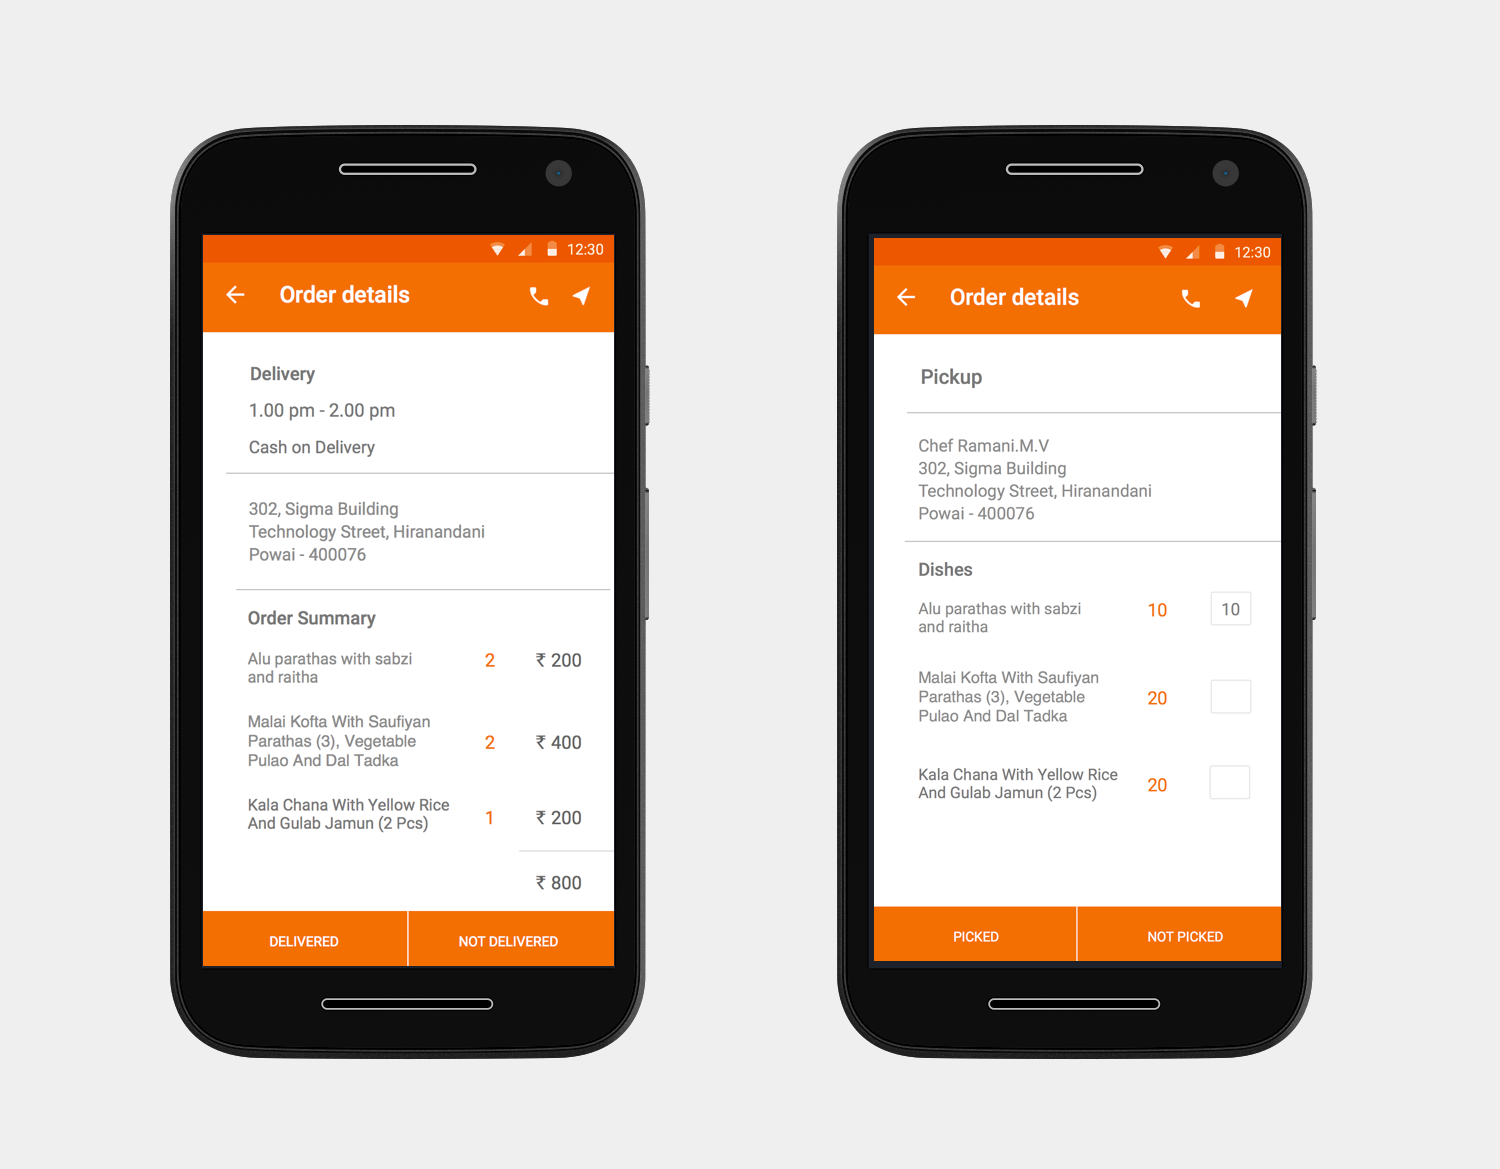 12:30
Order details
Delivery
1.00 pm - 2.00 pm
Cash on Delivery
302, Sigma Building
Technology Street, Hiranandani
Powai - 400076
Order Summary
Alu parathas with sabzi
and raitha
2
₹ 200
Malai Kofta With Saufiyan
Parathas (3), Vegetable
Pulao And Dal Tadka
2
₹ 400
Kala Chana With Yellow Rice
And Gulab Jamun (2 Pcs)
1
₹ 200
₹ 800
DELIVERED
NOT DELIVERED
12:30
Order details
Pickup
Chef Ramani.M.V
302, Sigma Building
Technology Street, Hiranandani
Powai - 400076
Dishes
Alu parathas with sabzi
and raitha
10
10
Malai Kofta With Saufiyan
Parathas (3), Vegetable
Pulao And Dal Tadka
20
Kala Chana With Yellow Rice
And Gulab Jamun (2 Pcs)
20
PICKED
NOT PICKED